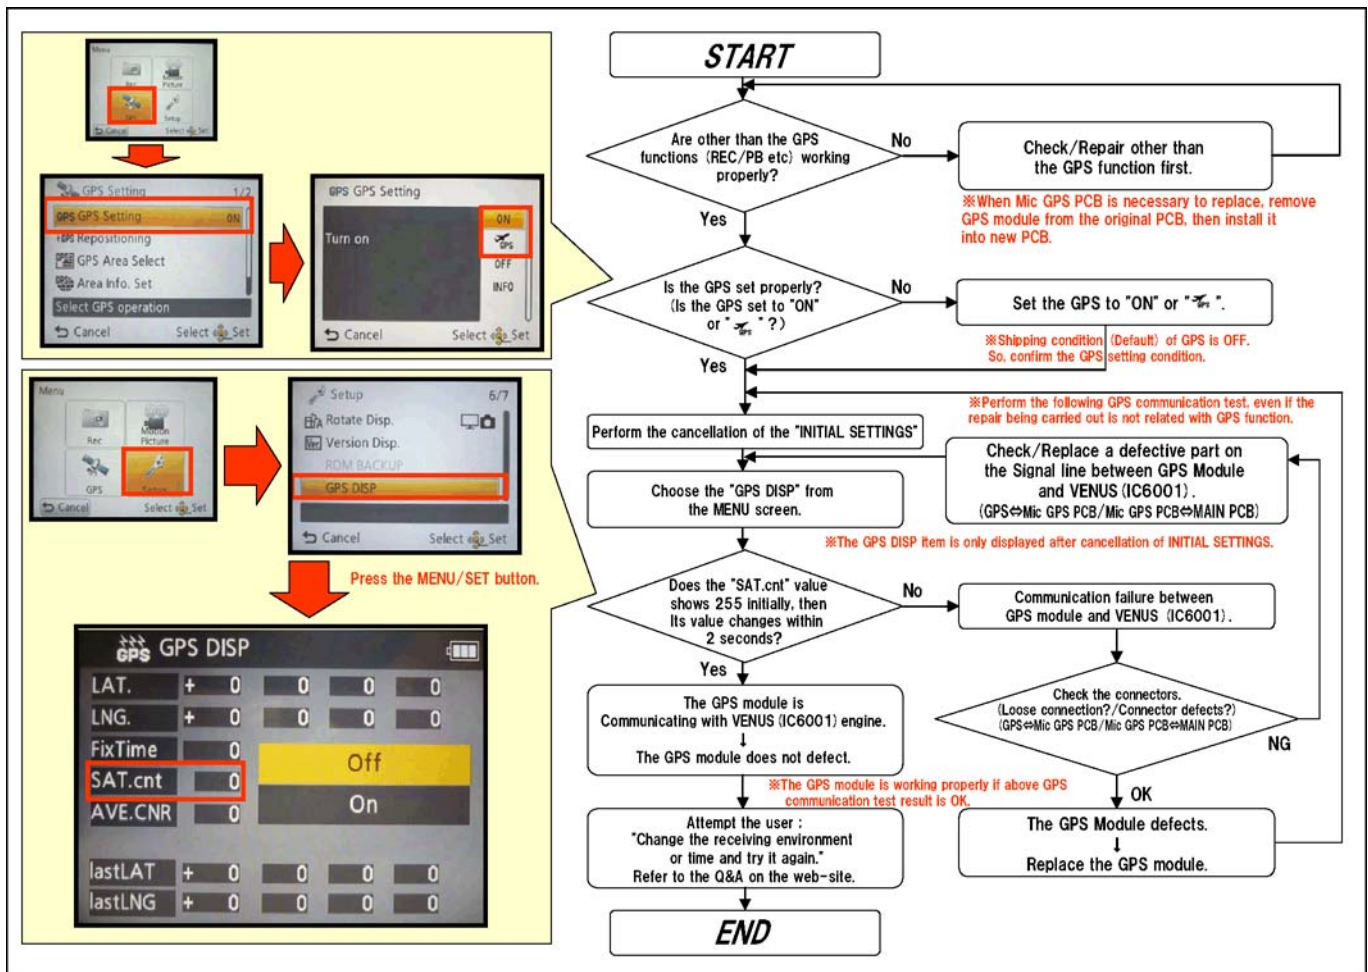 Menu
Rec
Motion
Picture
GPS
Setup
Cancel
Select Set
GPS Setting 1/2
GPS GPS Setting ON
Repositioning
GPS Area Select
Area Info. Set
Select GPS operation
Cancel Select Set
GPS GPS Setting
Turn on
ON
GPS
OFF
INFO
Cancel Select Set
Menu
Rec
Motion
Picture
GPS
Setup
Cancel Select Set
Setup 6/7
Rotate Disp.
Ver. Version Disp.
ROM BACKUP
GPS DISP
Cancel Select Set
Press the MENU/SET button.
GPS GPS DISP
LAT. + 0 0 0 0
LNG. + 0 0 0 0
FixTime 0
SAT.cnt 0
AVE.CNR 0
Off
On
lastLAT + 0 0 0 0
lastLNG + 0 0 0 0
START
Are other than the GPS
functions (REC/PB etc) working
properly?
No
Check/Repair other than
the GPS function first.
※When Mic GPS PCB is necessary to replace, remove
GPS module from the original PCB, then install it
into new PCB.
Yes
Is the GPS set properly?
(Is the GPS set to "ON"
or " GPS "?)
No
Set the GPS to "ON" or " GPS ".
※Shipping condition (Default) of GPS is OFF.
So, confirm the GPS setting condition.
Yes
※Perform the following GPS communication test, even if the
repair being carried out is not related with GPS function.
Perform the cancellation of the "INITIAL SETTINGS"
Check/Replace a defective part on
the Signal line between GPS Module
and VENUS(IC6001).
(GPS⇔Mic GPS PCB/Mic GPS PCB⇔MAIN PCB)
Choose the "GPS DISP" from
the MENU screen.
※The GPS DISP item is only displayed after cancellation of INITIAL SETTINGS.
Does the "SAT.cnt" value
shows 255 initially, then
Its value changes within
2 seconds?
No
Communication failure between
GPS module and VENUS (IC6001).
Yes
The GPS module is
Communicating with VENUS(IC6001) engine.
↓
The GPS module does not defect.
Check the connectors.
(Loose connection?/Connector defects?)
(GPS⇔Mic GPS PCB/Mic GPS PCB⇔MAIN PCB)
NG
※The GPS module is working properly if above GPS
communication test result is OK.
OK
Attempt the user :
"Change the receiving environment
or time and try it again."
Refer to the Q&A on the web-site.
The GPS Module defects.
↓
Replace the GPS module.
END